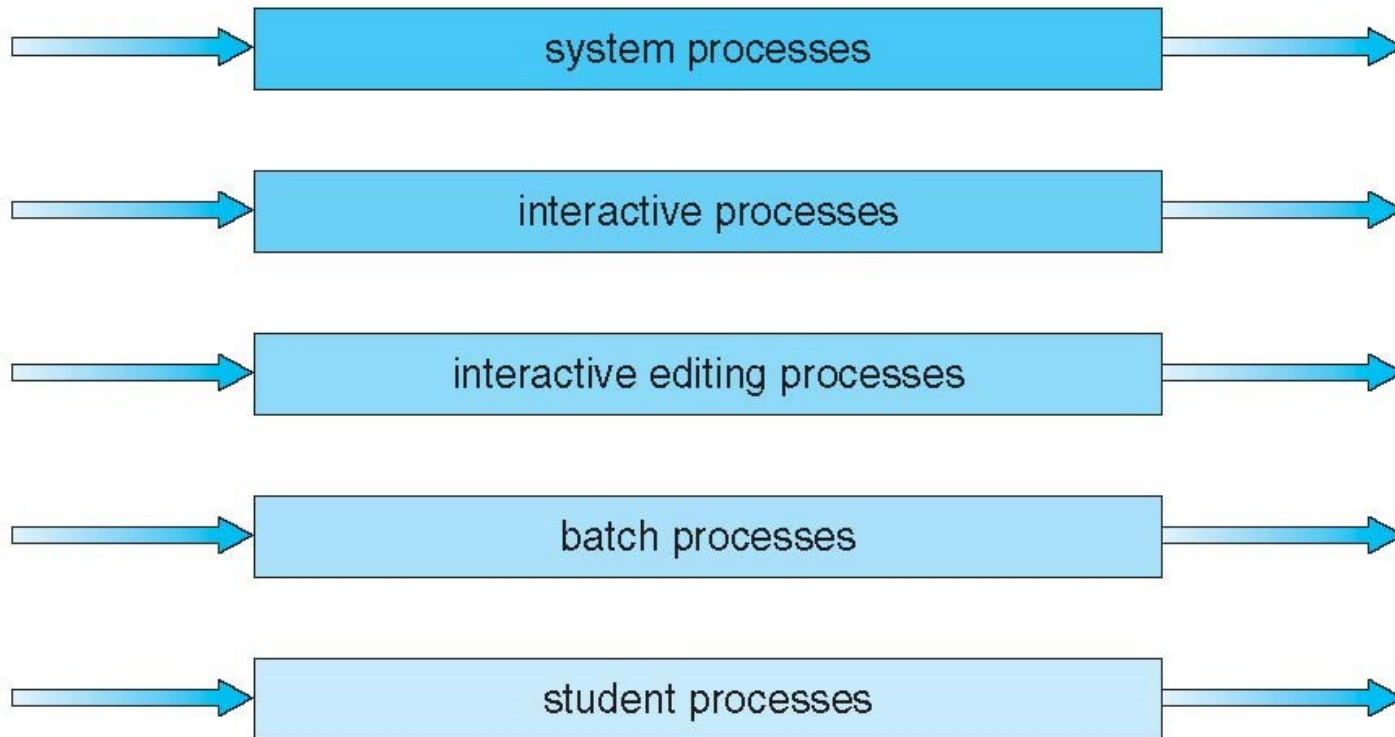 system processes
interactive processes
interactive editing processes
batch processes
student processes